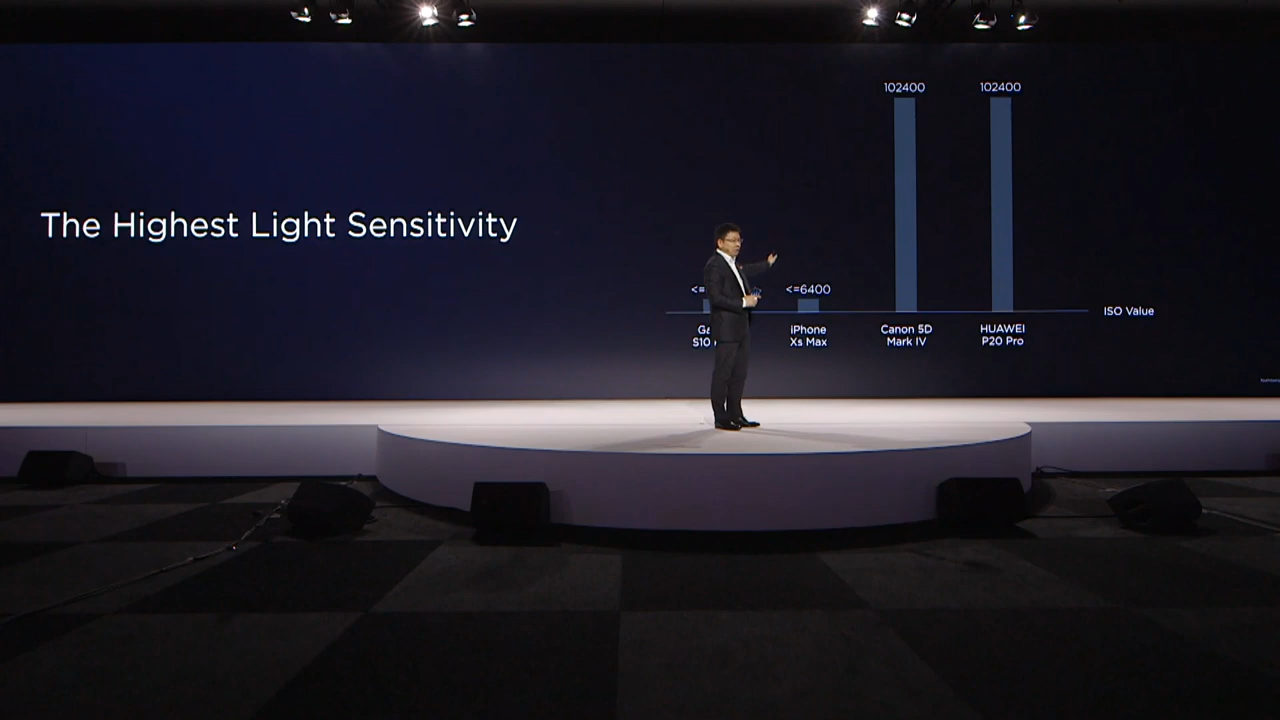 The Highest Light Sensitivity
102400
102400
<=6400
ISO Value
iPhone
Xs Max
Canon 5D
Mark IV
HUAWEI
P20 Pro
S10